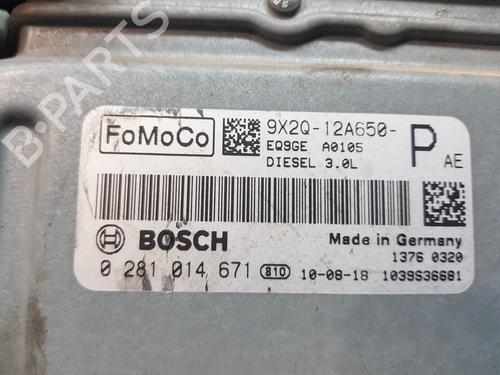 FoMoCo
9X2Q-12A650-
EQ9GE A0105
DIESEL 3.0L
P AE
BOSCH
Made in Germany
1376 0320
0 281 014 671 810 10-08-18 1039S36681
B-PARTS